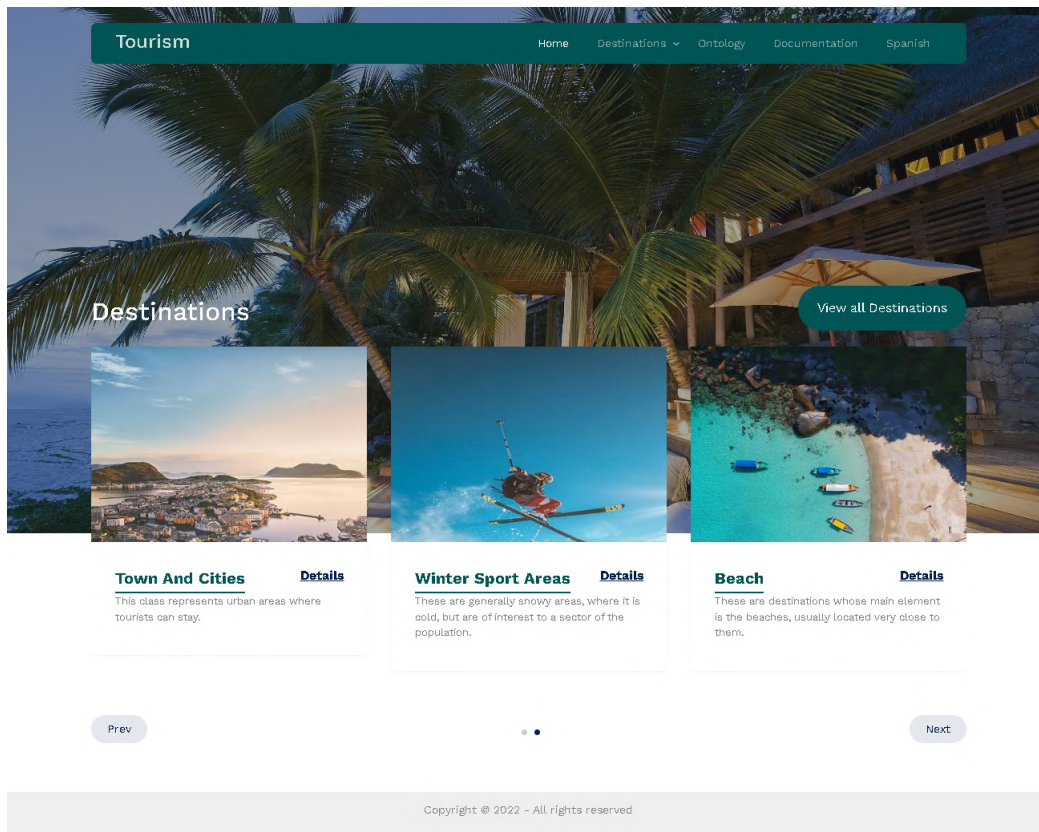 Tourism
Home Destinations Ontology Documentation Spanish
Destinations
View all Destinations
Town And Cities Details
This class represents urban areas where
tourists can stay.
Winter Sport Areas Details
These are generally snowy areas, where it is
cold, but are of interest to a sector of the
population.
Beach Details
These are destinations whose main element
is the beaches, usually located very close to
them.
Prev
Next
Copyright © 2022 - All rights reserved